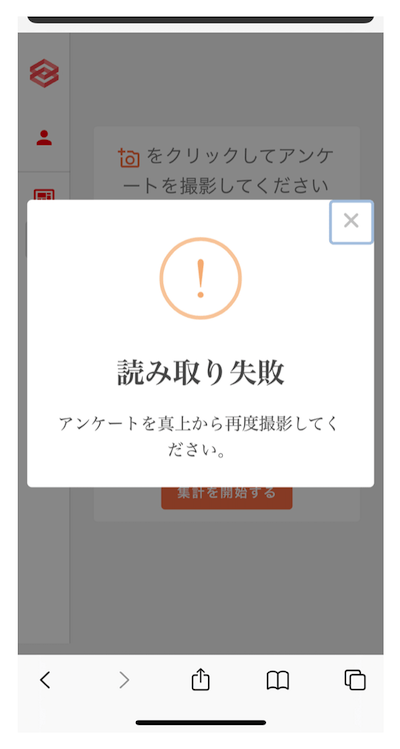 をクリックしてアンケ
ートを撮影してください
読み取り失敗
アンケートを真上から再度撮影してく
ださい。
集計を開始する